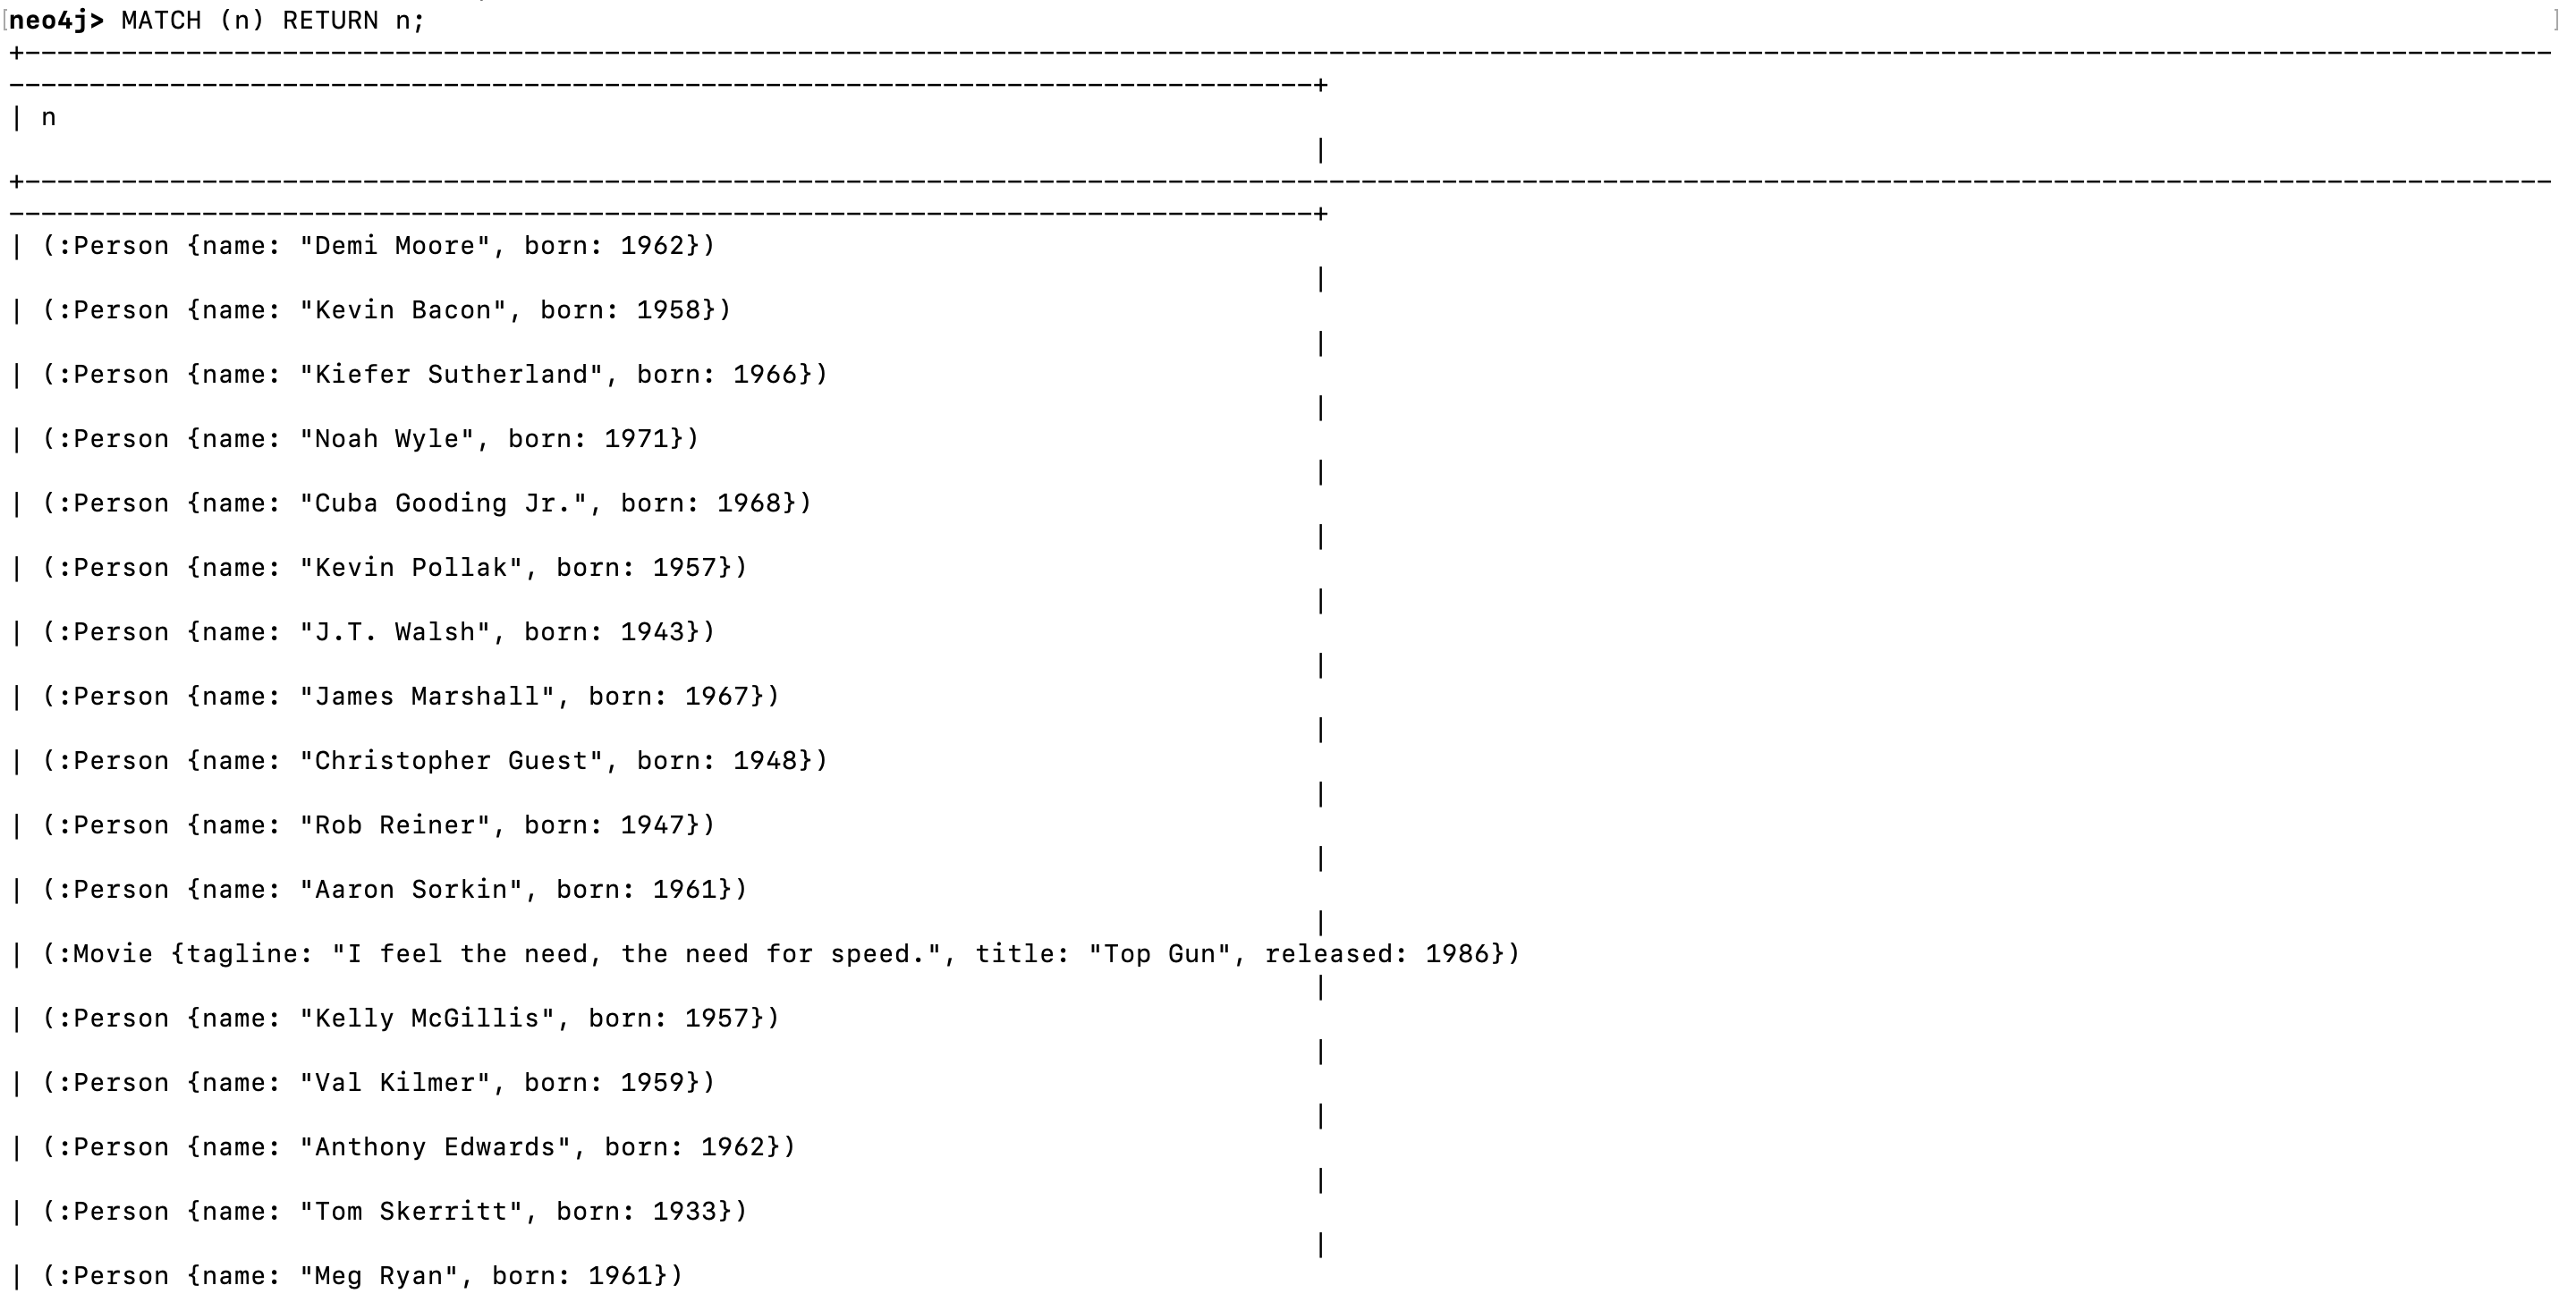 neo4j> MATCH (n) RETURN n;
| n
|
| (:Person {name: "Demi Moore", born: 1962})
|
| (:Person {name: "Kevin Bacon", born: 1958})
|
| (:Person {name: "Kiefer Sutherland", born: 1966})
|
| (:Person {name: "Noah Wyle", born: 1971})
|
| (:Person {name: "Cuba Gooding Jr.", born: 1968})
|
| (:Person {name: "Kevin Pollak", born: 1957})
|
| (:Person {name: "J.T. Walsh", born: 1943})
|
| (:Person {name: "James Marshall", born: 1967})
|
| (:Person {name: "Christopher Guest", born: 1948})
|
| (:Person {name: "Rob Reiner", born: 1947})
|
| (:Person {name: "Aaron Sorkin", born: 1961})
|
| (:Movie {tagline: "I feel the need, the need for speed.", title: "Top Gun", released: 1986})
|
| (:Person {name: "Kelly McGillis", born: 1957})
|
| (:Person {name: "Val Kilmer", born: 1959})
|
| (:Person {name: "Anthony Edwards", born: 1962})
|
| (:Person {name: "Tom Skerritt", born: 1933})
|
| (:Person {name: "Meg Ryan", born: 1961})